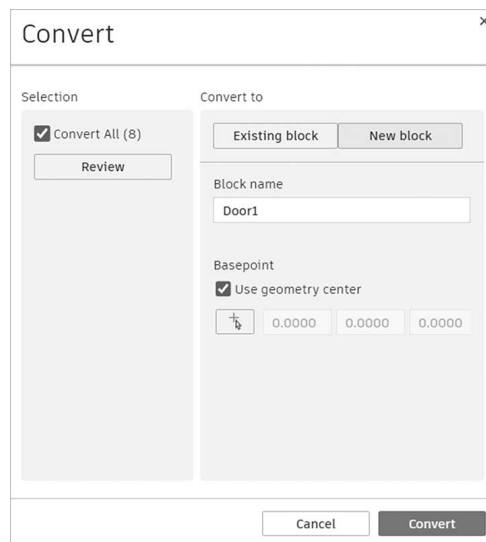 Convert
Selection
Convert All (8)
Review
Convert to
Existing block
New block
Block name
Door1
Basepoint
Use geometry center
0.0000 0.0000 0.0000
Cancel
Convert